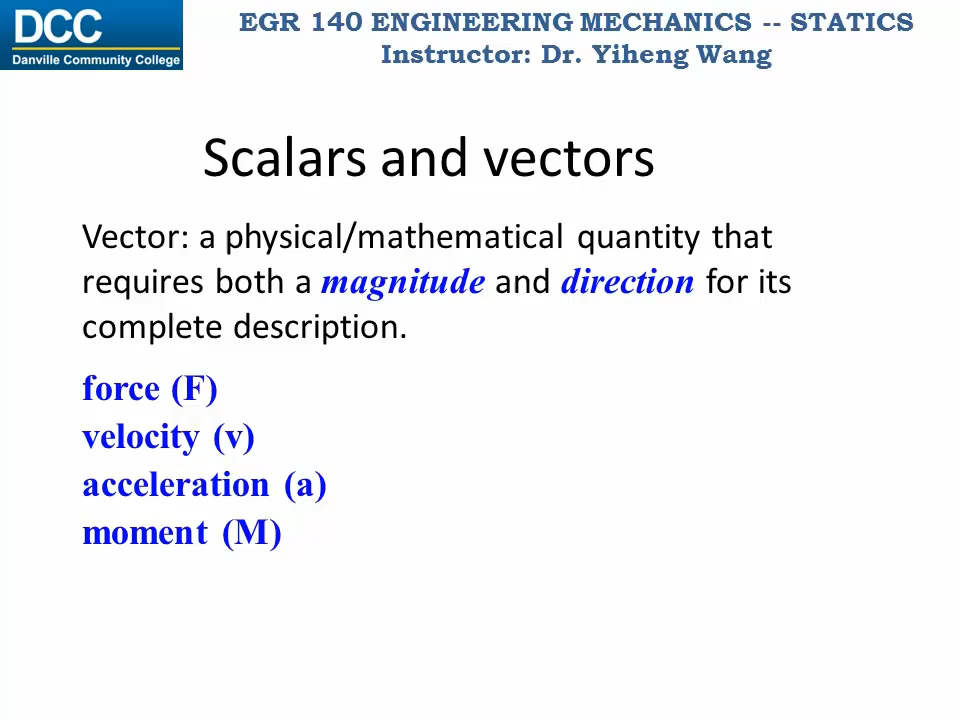 DCC
Danville Community College
EGR 140 ENGINEERING MECHANICS -- STATICS
Instructor: Dr. Yiheng Wang
Scalars and vectors
Vector: a physical/mathematical quantity that
requires both a magnitude and direction for its
complete description.
force (F)
velocity (v)
acceleration (a)
moment (M)